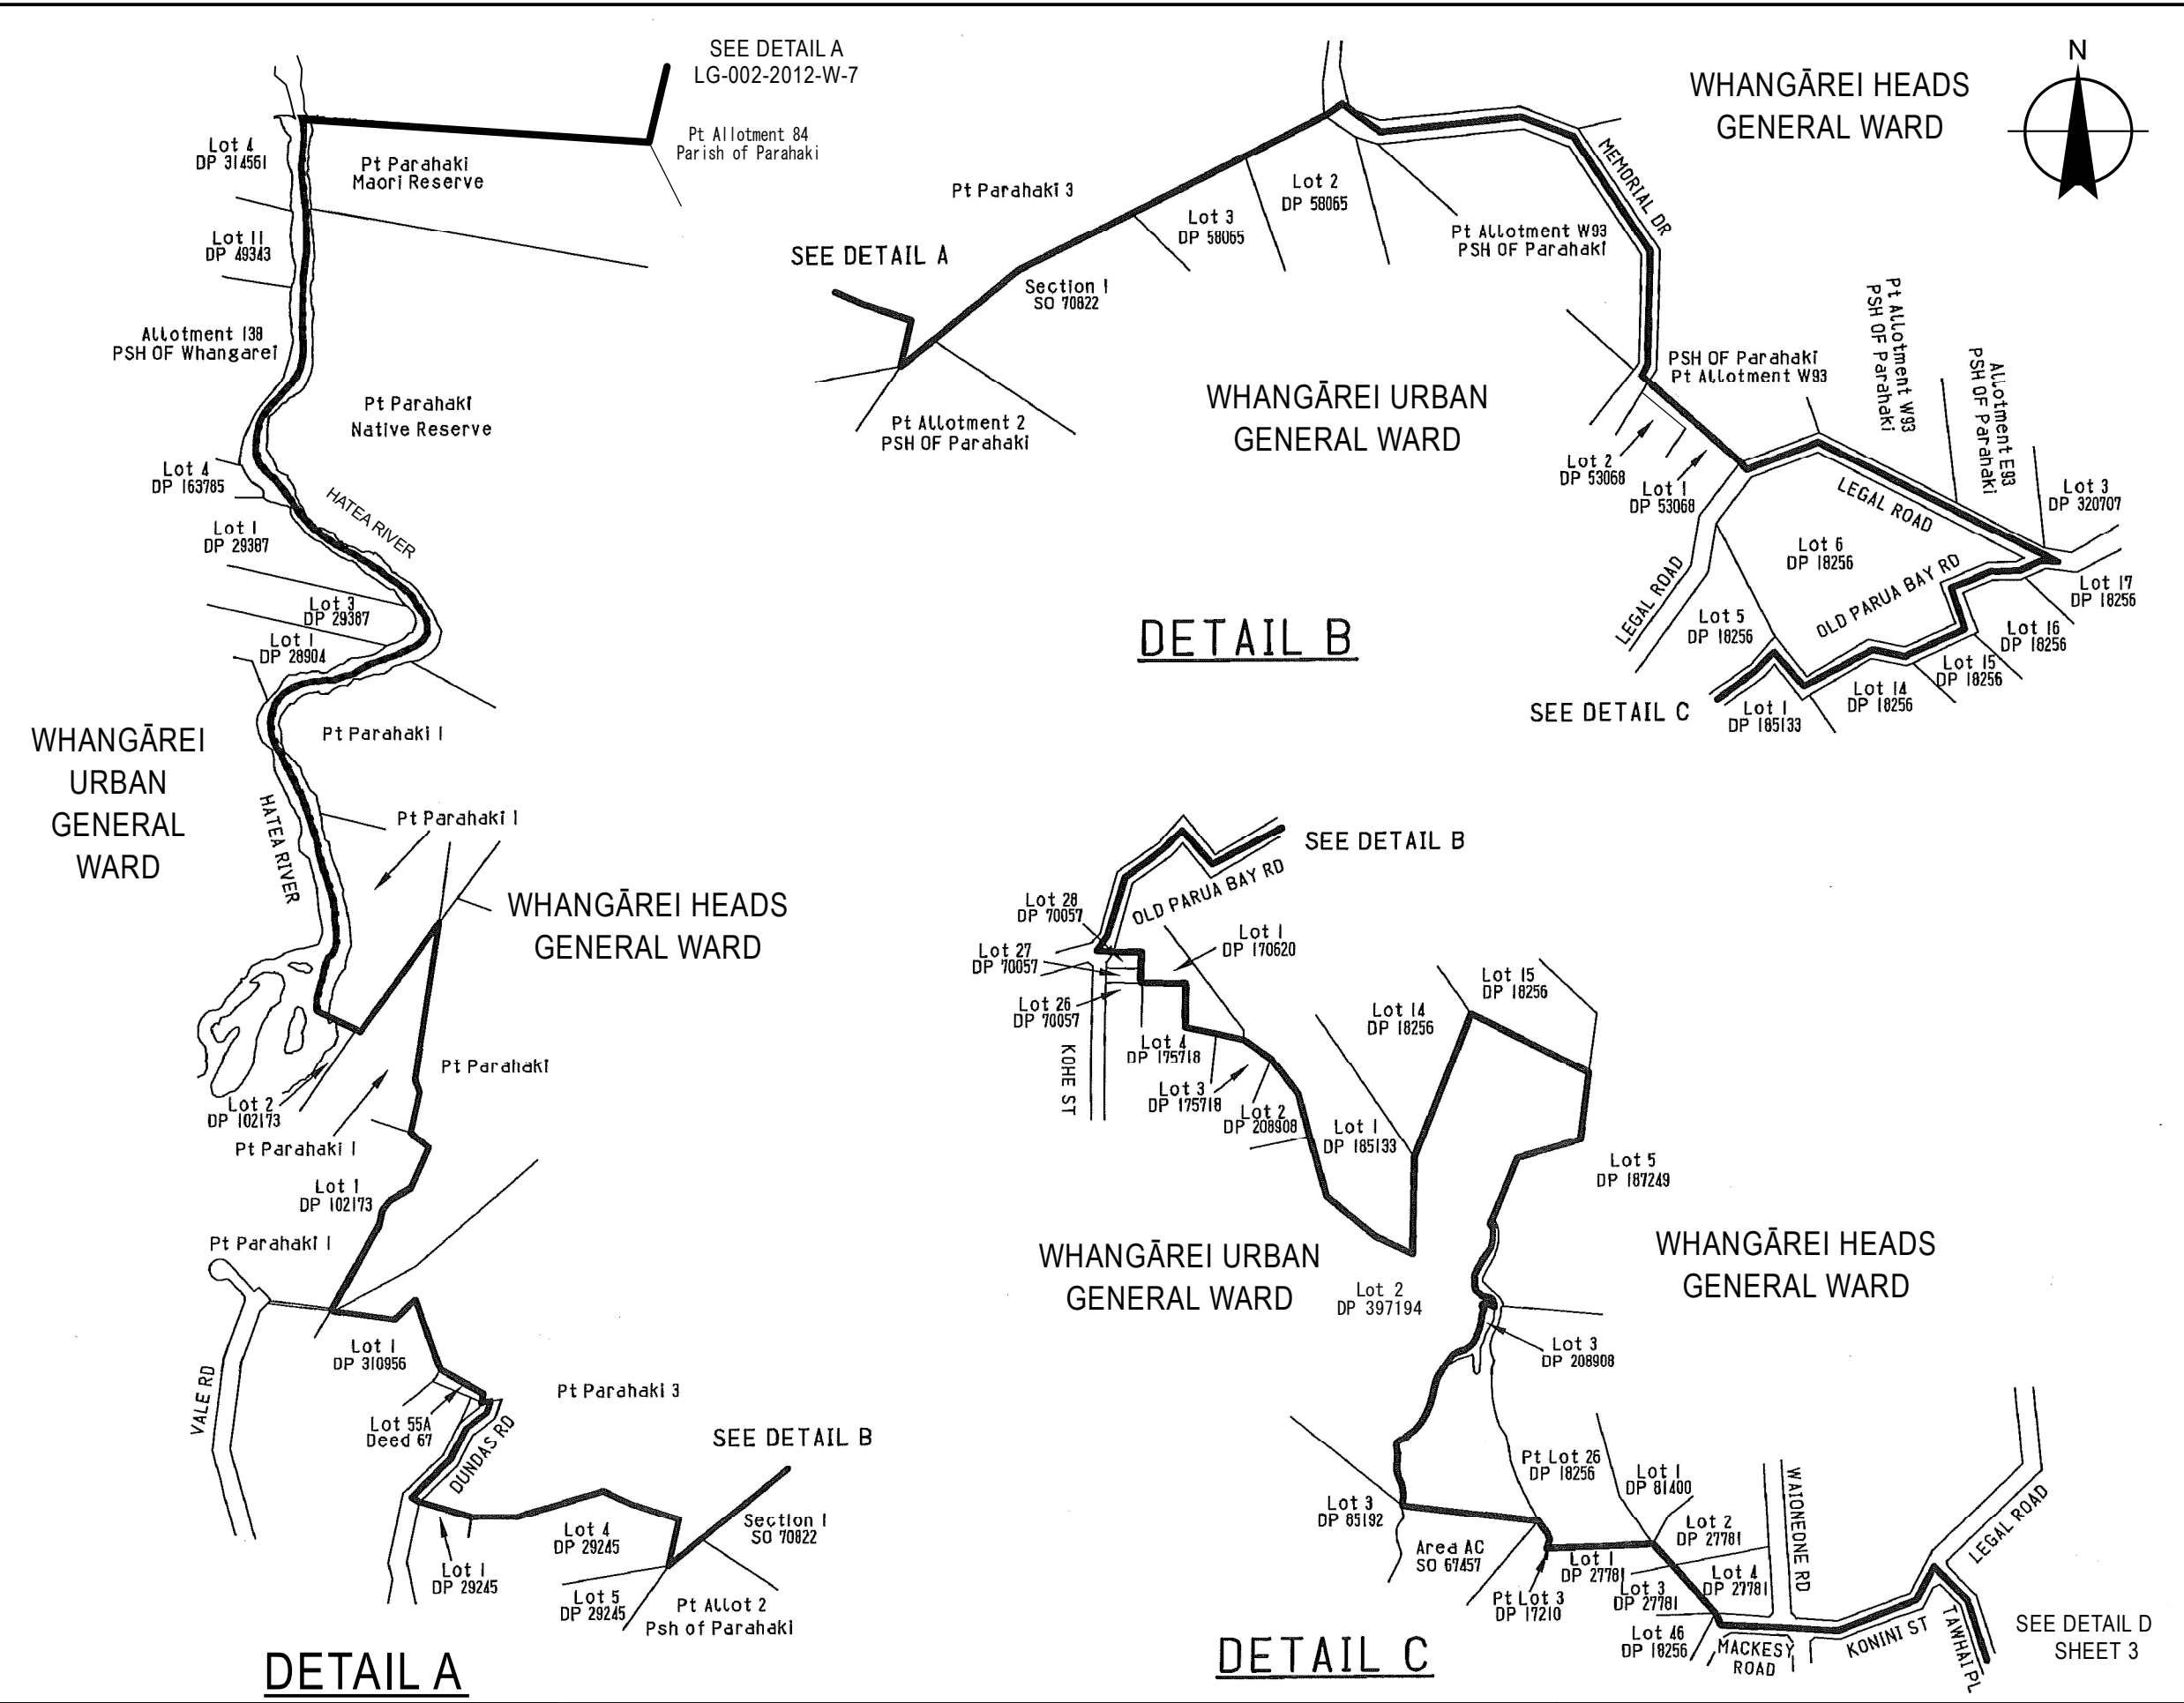 SEE DETAIL A
LG-002-2012-W-7
Pt Allotment 84
Parish of Parahaki
Lot 4
DP 314561
Pt Parahaki
Maori Reserve
Lot 11
DP 49343
Allotment 138
PSH OF Whangarei
Pt Parahaki
Native Reserve
Lot 4
DP 163785
HATEA RIVER
Lot 1
DP 29387
Lot 3
DP 29387
Lot 1
DP 28904
Pt Parahaki 1
WHANGĀREI
URBAN
GENERAL
WARD
HATEA RIVER
Pt Parahaki 1
WHANGĀREI HEADS
GENERAL WARD
Pt Parahaki
Lot 2
DP 102173
Pt Parahaki 1
Lot 1
DP 102173
Pt Parahaki 1
VALE RD
Lot 1
DP 310956
Lot 55A
Deed 67
Pt Parahaki 3
DUNDAS RD
SEE DETAIL B
Section 1
SO 70822
Lot 4
DP 29245
Lot 1
DP 29245
Lot 5
DP 29245
Pt Allot 2
Psh of Parahaki
DETAIL A
N
WHANGĀREI HEADS
GENERAL WARD
MEMORIAL DR
Pt Parahaki 3
Lot 2
DP 58065
Lot 3
DP 58065
Pt Allotment W93
PSH OF Parahaki
SEE DETAIL A
Section 1
SO 70822
Pt Allotment 2
PSH OF Parahaki
WHANGĀREI URBAN
GENERAL WARD
PSH OF Parahaki
Pt Allotment W93
Pt Allotment W93
PSH OF Parahaki
Allotment E93
PSH OF Parahaki
Lot 2
DP 53068
Lot 1
DP 53068
LEGAL ROAD
Lot 3
DP 320707
Lot 6
DP 18256
LEGAL ROAD
OLD PARUA BAY RD
Lot 17
DP 18256
Lot 5
DP 18256
Lot 16
DP 18256
Lot 15
DP 18256
Lot 14
DP 18256
Lot 1
DP 185133
SEE DETAIL C
DETAIL B
SEE DETAIL B
OLD PARUA BAY RD
Lot 28
DP 70057
Lot 27
DP 70057
Lot 26
DP 70057
Lot 1
DP 170620
KOHE ST
Lot 4
DP 175718
Lot 3
DP 175718
Lot 2
DP 208908
Lot 1
DP 185133
Lot 14
DP 18256
Lot 15
DP 18256
Lot 5
DP 187249
WHANGĀREI URBAN
GENERAL WARD
WHANGĀREI HEADS
GENERAL WARD
Lot 2
DP 397194
Lot 3
DP 208908
Lot 3
DP 85192
Area AC
SO 67457
Pt Lot 26
DP 18256
Lot 1
DP 81400
Lot 2
DP 27781
Lot 1
DP 27781
Pt Lot 3
DP 17210
Lot 3
DP 27781
Lot 4
DP 27781
Lot 46
DP 18256
WAIONEONE RD
MACKESY
ROAD
KONINI ST
LEGAL ROAD
TAWHAI PL
SEE DETAIL D
SHEET 3
DETAIL C